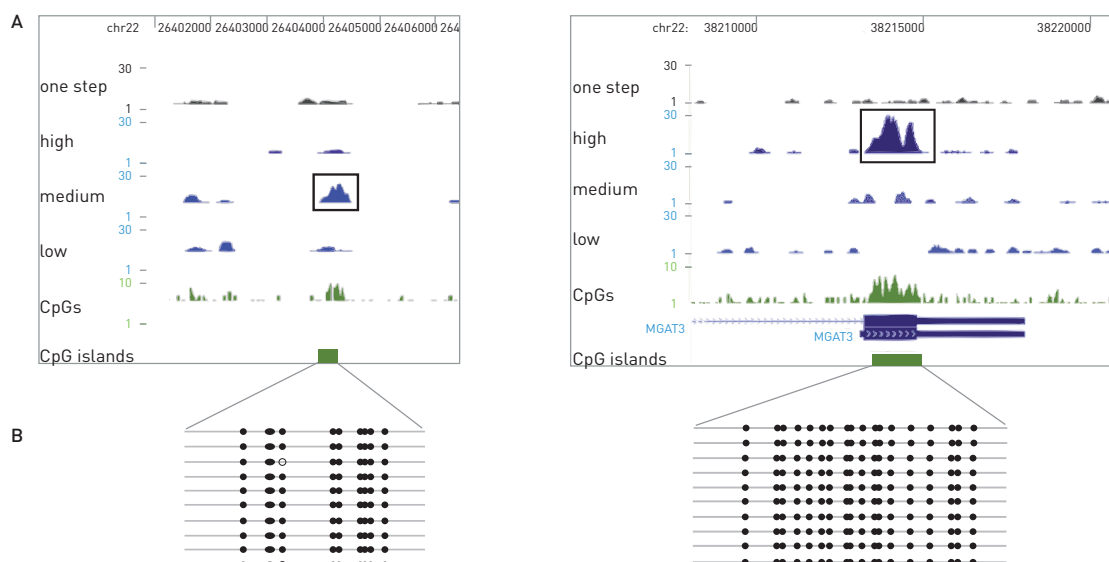 A
chr22 26402000 26403000 26404000 26405000 26406000 264
one step 30 1
high 30 1
medium 30 1
low 30 1
CpGs 10 1
CpG islands
chr22: 38210000 38215000 38220000
one step 30 1
high 30 1
medium 30 1
low 30 1
CpGs 10 1
MGAT3
MGAT3
CpG islands
B